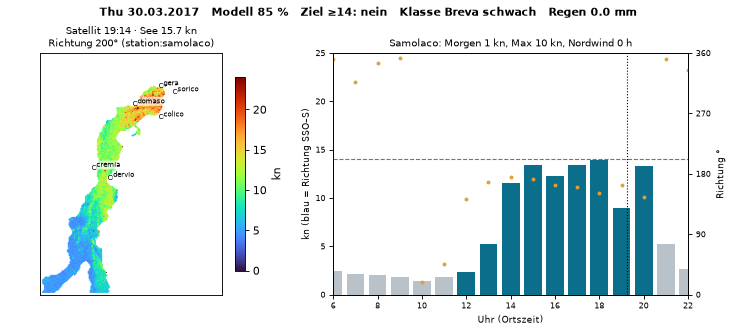 Thu 30.03.2017   Modell 85 %   Ziel ≥14: nein   Klasse Breva schwach   Regen 0.0 mm
Satellit 19:14 · See 15.7 kn
Richtung 200° (station:samolaco)
gera
sorico
domaso
colico
cremia
dervio
20
15
10
5
0
kn
Samolaco: Morgen 1 kn, Max 10 kn, Nordwind 0 h
kn (blau = Richtung SSO-S)
25
20
15
10
5
0
360
270
180
90
0
Richtung °
6 8 10 12 14 16 18 20 22
Uhr (Ortszeit)